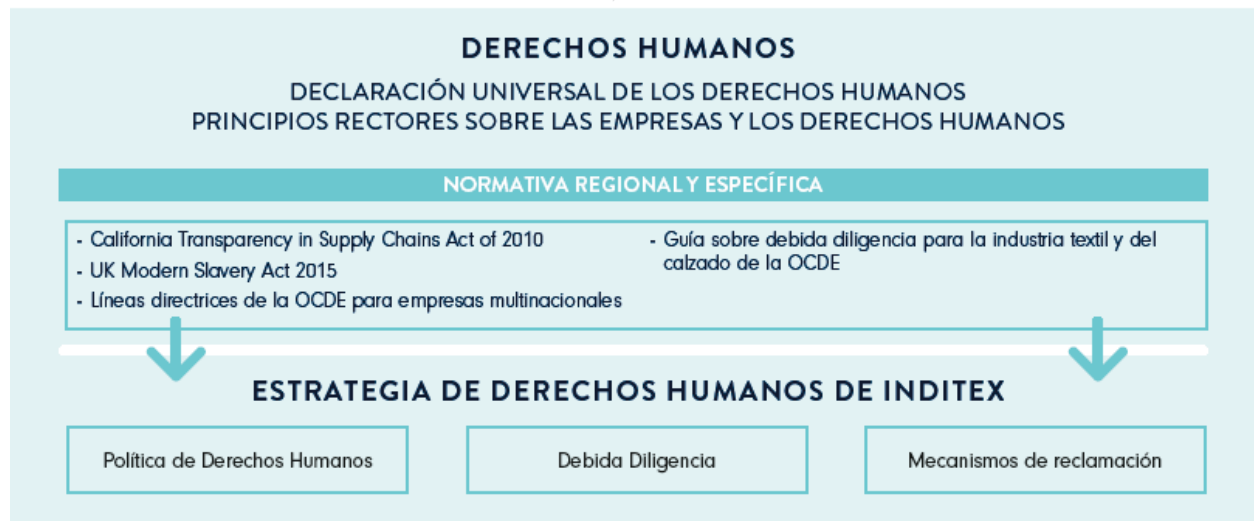 DERECHOS HUMANOS
DECLARACIÓN UNIVERSAL DE LOS DERECHOS HUMANOS
PRINCIPIOS RECTORES SOBRE LAS EMPRESAS Y LOS DERECHOS HUMANOS
NORMATIVA REGIONAL Y ESPECÍFICA
- California Transparency in Supply Chains Act of 2010
- UK Modern Slavery Act 2015
- Líneas directrices de la OCDE para empresas multinacionales
- Guía sobre debida diligencia para la industria textil y del
calzado de la OCDE
ESTRATEGIA DE DERECHOS HUMANOS DE INDITEX
Política de Derechos Humanos
Debida Diligencia
Mecanismos de reclamación